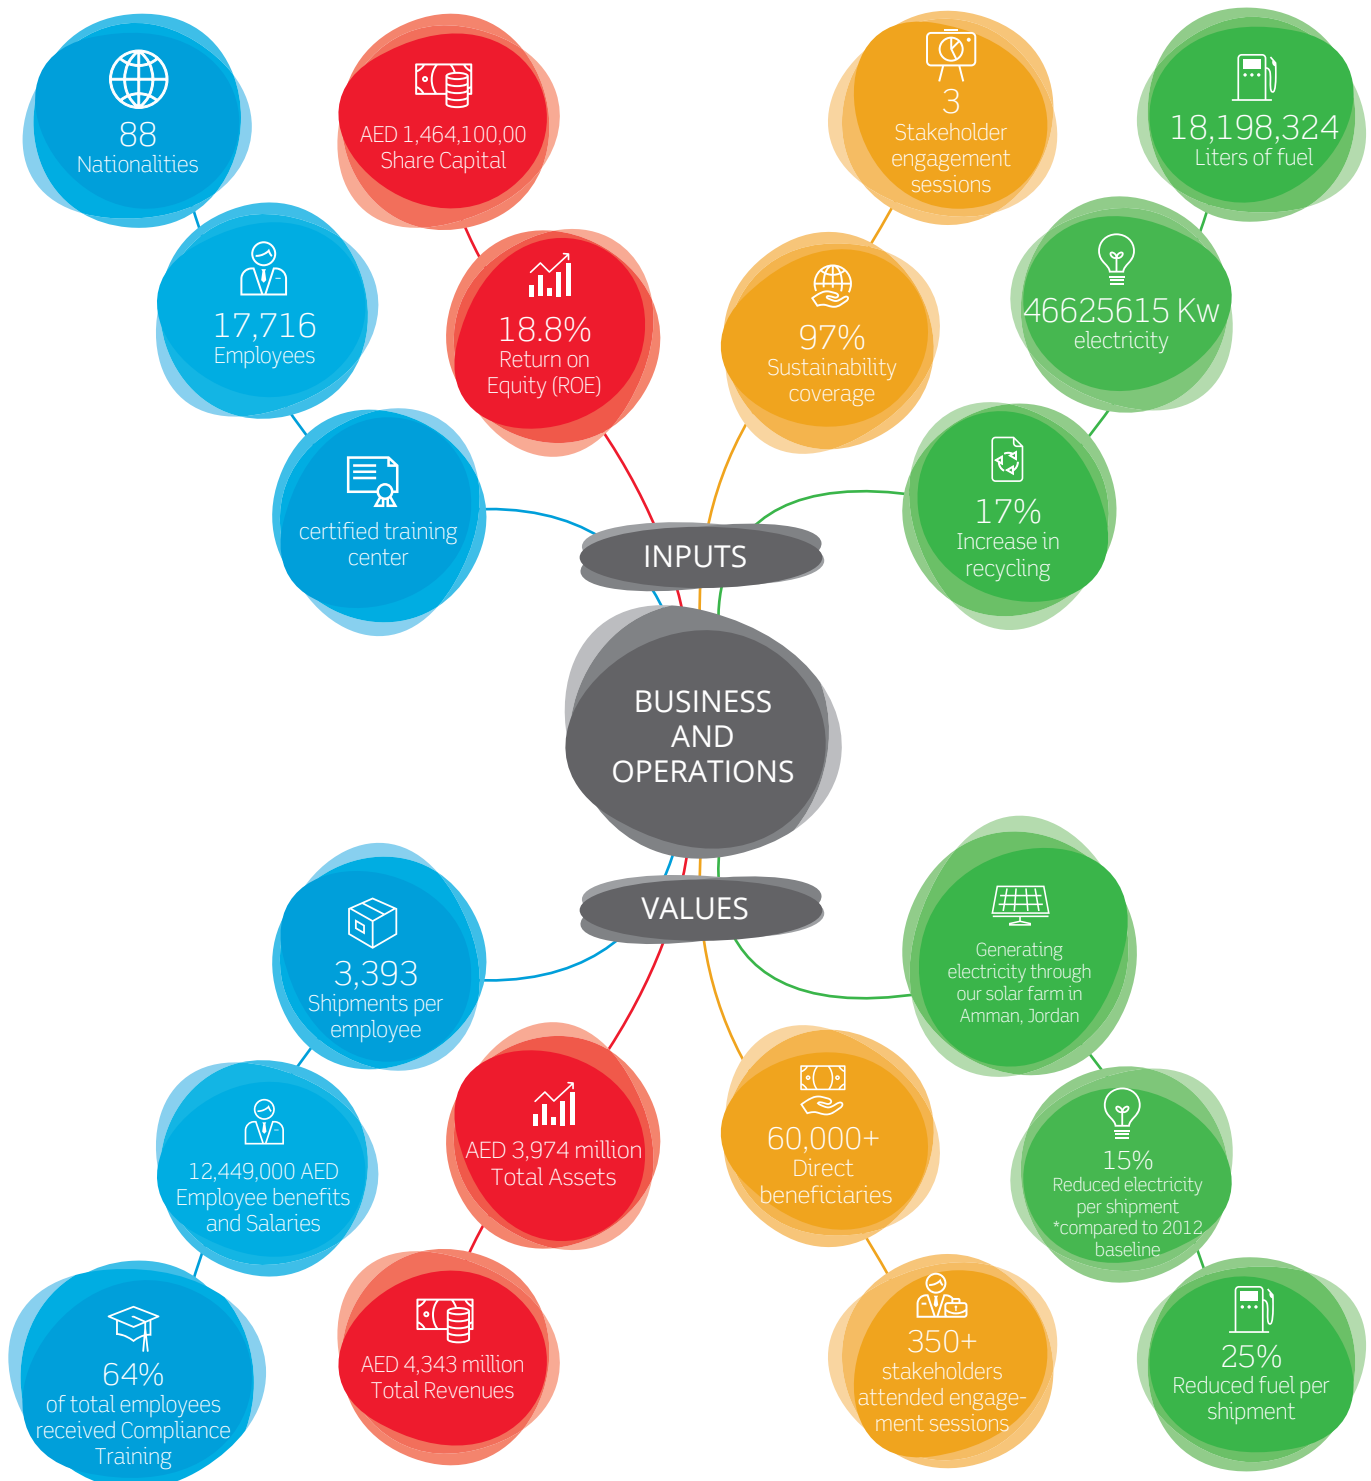 88
Nationalities
17,716
Employees
certified training
center
AED 1,464,100,00
Share Capital
18.8%
Return on
Equity (ROE)
3
Stakeholder
engagement
sessions
97%
Sustainability
coverage
18,198,324
Liters of fuel
46625615 Kw
electricity
17%
Increase in
recycling
INPUTS
BUSINESS
AND
OPERATIONS
VALUES
3,393
Shipments per
employee
12,449,000 AED
Employee benefits
and Salaries
64%
of total employees
received Compliance
Training
AED 3,974 million
Total Assets
AED 4,343 million
Total Revenues
60,000+
Direct
beneficiaries
350+
stakeholders
attended engage-
ment sessions
Generating
electricity through
our solar farm in
Amman, Jordan
15%
Reduced electricity
per shipment
*compared to 2012
baseline
25%
Reduced fuel per
shipment